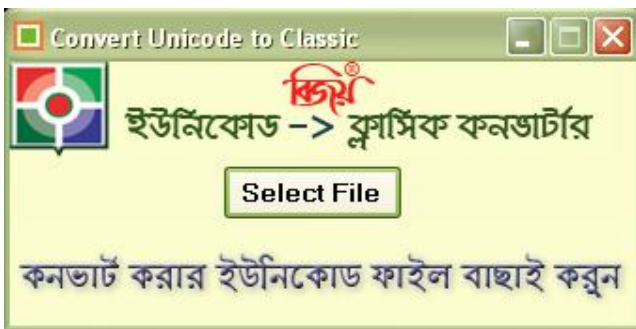 Convert Unicode to Classic
বিজয়®
ইউনিকোড -> ক্লাসিক কনভার্টার
Select File
কনভার্ট করার ইউনিকোড ফাইল বাছাই করুন